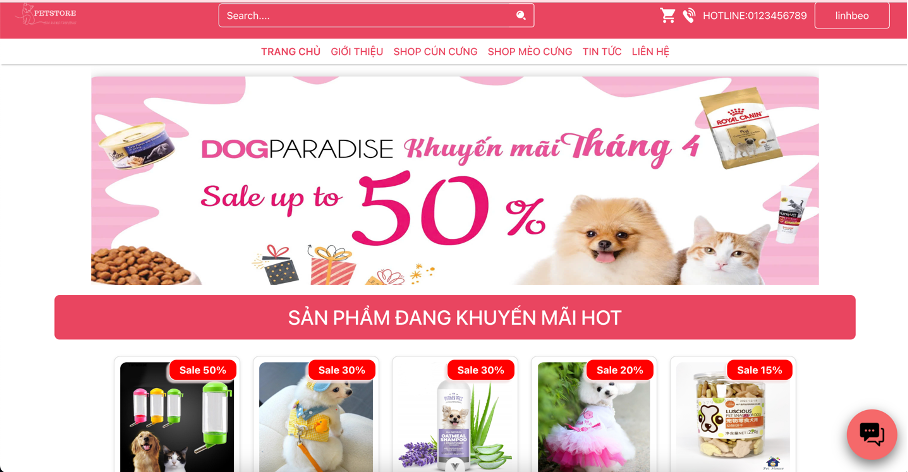 PETSTORE
Search....
HOTLINE:0123456789
linhbeo
TRANG CHỦ GIỚI THIỆU SHOP CÚN CƯNG SHOP MÈO CƯNG TIN TỨC LIÊN HỆ
DOGPARADISE Khuyến mãi Tháng 4
Sale up to 50%
ROYAL CANIN
SẢN PHẨM ĐANG KHUYẾN MÃI HOT
Sale 50%
Sale 30%
Sale 30%
Sale 20%
Sale 15%
OATMEAL
SHAMPOO
LUSCIOUS